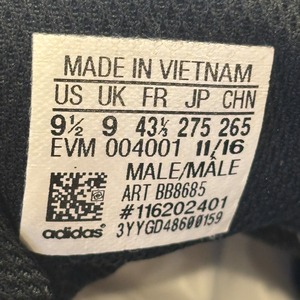 MADE IN VIETNAM
US UK FR JP CHN
9½ 9 43⅓ 275 265
EVM 004001 11/16
MALE/MÂLE
ART BB8685
#116202401
adidas® 3YYGD48600159